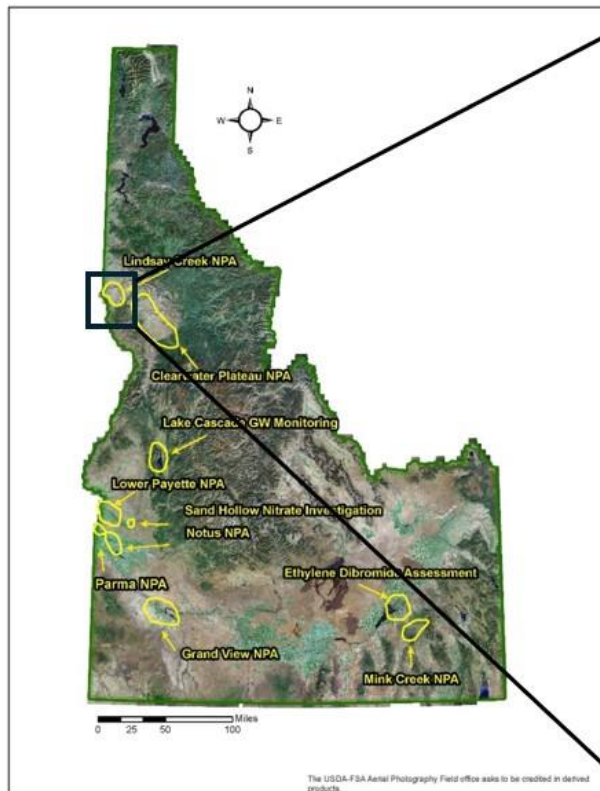 N
W E
S
Lindsay Creek NPA
Clearwater Plateau NPA
Lake Cascade GW Monitoring
Lower Payette NPA
Sand Hollow Nitrate Investigation
Notus NPA
Ethylene Dibromide Assessment
Parma NPA
Grand View NPA
Mink Creek NPA
Miles
0 25 50 100
The USDA-FSA Aerial Photography Field office asks to be credited in derived
products.